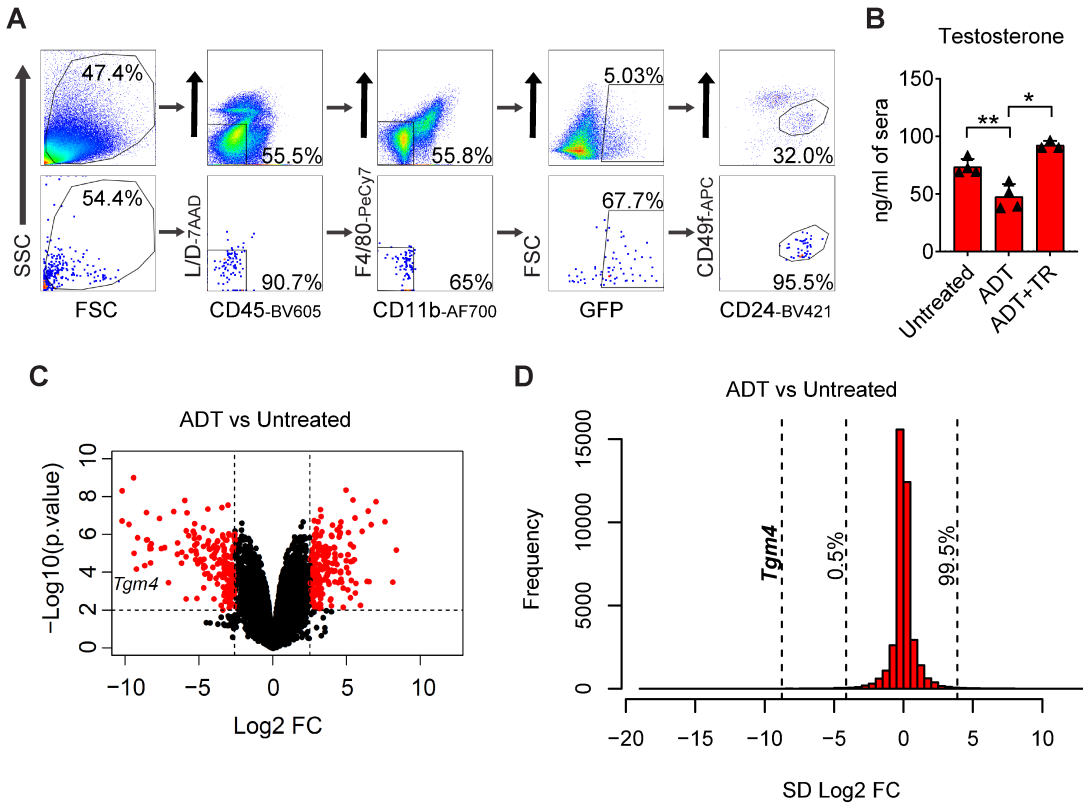 A
SSC
47.4%
55.5%
55.8%
5.03%
32.0%
54.4%
90.7%
65%
67.7%
95.5%
L/D-7AAD
F4/80-PeCy7
FSC
CD49f-APC
FSC
CD45-BV605
CD11b-AF700
GFP
CD24-BV421
B
Testosterone
ng/ml of sera
150
100
50
0
**
*
Untreated
ADT
ADT+TR
C
ADT vs Untreated
−Log10(p.value)
10
8
6
4
2
0
Tgm4
−10 −5 0 5 10
Log2 FC
D
ADT vs Untreated
Frequency
15000
10000
5000
0
Tgm4
0.5%
99.5%
−20 −15 −10 −5 0 5 10
SD Log2 FC